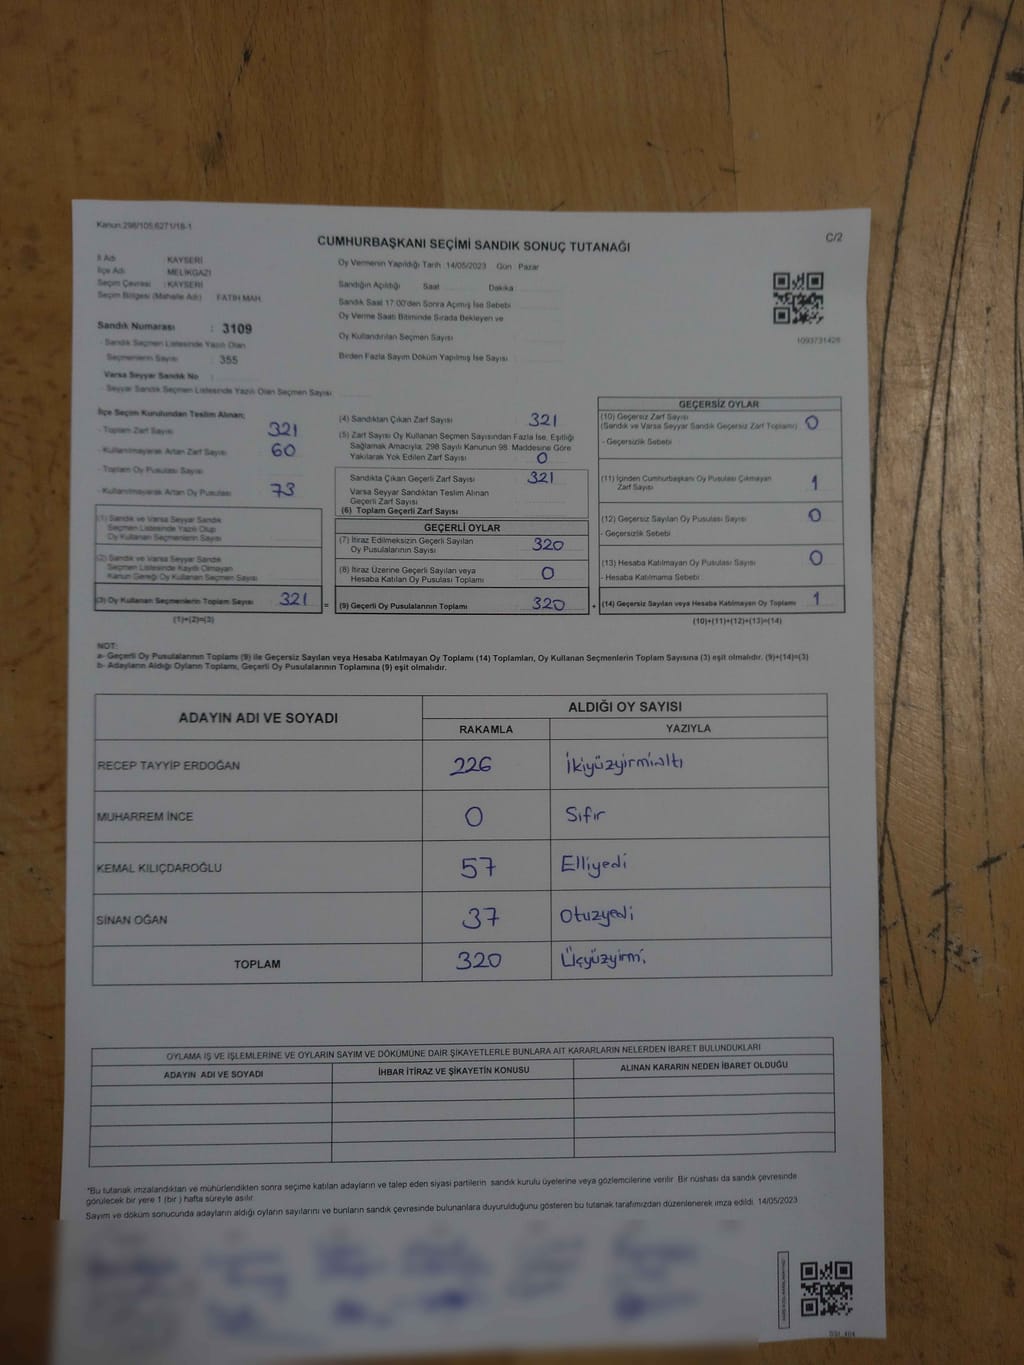 Kanun:298/105,6271/18-1
C/2
CUMHURBAŞKANI SEÇİMİ SANDIK SONUÇ TUTANAĞI
İl Adı : KAYSERİ
İlçe Adı : MELİKGAZİ
Seçim Çevresi : KAYSERİ
Seçim Bölgesi (Mahalle Adı) : FATİH MAH.
Sandık Numarası : 3109
- Sandık Seçmen Listesinde Yazılı Olan
Seçmenlerin Sayısı : 355
Varsa Seyyar Sandık No :
- Seyyar Sandık Seçmen Listesinde Yazılı Olan Seçmen Sayısı :
Oy Vermenin Yapıldığı Tarih : 14/05/2023 Gün : Pazar
Sandığın Açıldığı Saat Dakika
Sandık Saat 17:00'den Sonra Açımış İse Sebebi
Oy Verme Saati Bitiminde Sırada Bekleyen ve
Oy Kullandırılan Seçmen Sayısı
Birden Fazla Sayım Döküm Yapılmış İse Sayısı
1093731428
İlçe Seçim Kurulundan Teslim Alınan;
- Toplam Zarf Sayısı 321
- Kullanılmayarak Artan Zarf Sayısı 60
- Toplam Oy Pusulası Sayısı
- Kullanılmayarak Artan Oy Pusulası 73
(1) Sandık ve Varsa Seyyar Sandık
Seçmen Listesinde Yazılı Olup
Oy Kullanan Seçmenlerin Sayısı
(2) Sandık ve Varsa Seyyar Sandık
Seçmen Listesinde Kayıtlı Olmayan
Kanun Gereği Oy Kullanan Seçmen Sayısı
(3) Oy Kullanan Seçmenlerin Toplam Sayısı 321
(1)+(2)=(3)
=
(4) Sandıktan Çıkan Zarf Sayısı 321
(5) Zarf Sayısı Oy Kullanan Seçmen Sayısından Fazla İse, Eşitliği
Sağlamak Amacıyla, 298 Sayılı Kanunun 98. Maddesine Göre
Yakılarak Yok Edilen Zarf Sayısı 0
Sandıkta Çıkan Geçerli Zarf Sayısı 321
Varsa Seyyar Sandıktan Teslim Alınan
Geçerli Zarf Sayısı
(6) Toplam Geçerli Zarf Sayısı
GEÇERLİ OYLAR
(7) İtiraz Edilmeksizin Geçerli Sayılan
Oy Pusulalarının Sayısı 320
(8) İtiraz Üzerine Geçerli Sayılan veya
Hesaba Katılan Oy Pusulası Toplamı 0
(9) Geçerli Oy Pusulalarının Toplamı 320
+
GEÇERSİZ OYLAR
(10) Geçersiz Zarf Sayısı
(Sandık ve Varsa Seyyar Sandık Geçersiz Zarf Toplamı) 0
- Geçersizlik Sebebi
(11) İçinden Cumhurbaşkanı Oy Pusulası Çıkmayan
Zarf Sayısı 1
(12) Geçersiz Sayılan Oy Pusulası Sayısı 0
- Geçersizlik Sebebi
(13) Hesaba Katılmayan Oy Pusulası Sayısı 0
- Hesaba Katılmama Sebebi
(14) Geçersiz Sayılan veya Hesaba Katılmayan Oy Toplamı 1
(10)+(11)+(12)+(13)=(14)
NOT:
a- Geçerli Oy Pusulalarının Toplamı (9) ile Geçersiz Sayılan veya Hesaba Katılmayan Oy Toplamı (14) Toplamları, Oy Kullanan Seçmenlerin Toplam Sayısına (3) eşit olmalıdır. (9)+(14)=(3)
b- Adayların Aldığı Oyların Toplamı, Geçerli Oy Pusulalarının Toplamına (9) eşit olmalıdır.
ADAYIN ADI VE SOYADI
ALDIĞI OY SAYISI
RAKAMLA YAZIYLA
RECEP TAYYİP ERDOĞAN 226 İkiyüzyirmialtı
MUHARREM İNCE 0 Sıfır
KEMAL KILIÇDAROĞLU 57 Elliyedi
SİNAN OĞAN 37 Otuzyedi
TOPLAM 320 Üçyüzyirmi
OYLAMA İŞ VE İŞLEMLERİNE VE OYLARIN SAYIM VE DÖKÜMÜNE DAİR ŞİKAYETLERLE BUNLARA AİT KARARLARIN NELERDEN İBARET BULUNDUKLARI
ADAYIN ADI VE SOYADI İHBAR İTİRAZ VE ŞİKAYETİN KONUSU ALINAN KARARIN NEDEN İBARET OLDUĞU
*Bu tutanak imzalandıktan ve mühürlendikten sonra seçime katılan adayların ve talep eden siyasi partilerin sandık kurulu üyelerine veya gözlemcilerine verilir. Bir nüshası da sandık çevresinde
görülecek bir yere 1 (bir ) hafta süreyle asılır.
Sayım ve döküm sonucunda adayların aldığı oyların sayılarını ve bunların sandık çevresinde bulunanlara duyurulduğunu gösteren bu tutanak tarafımızdan düzenlenerek imza edildi. 14/05/2023